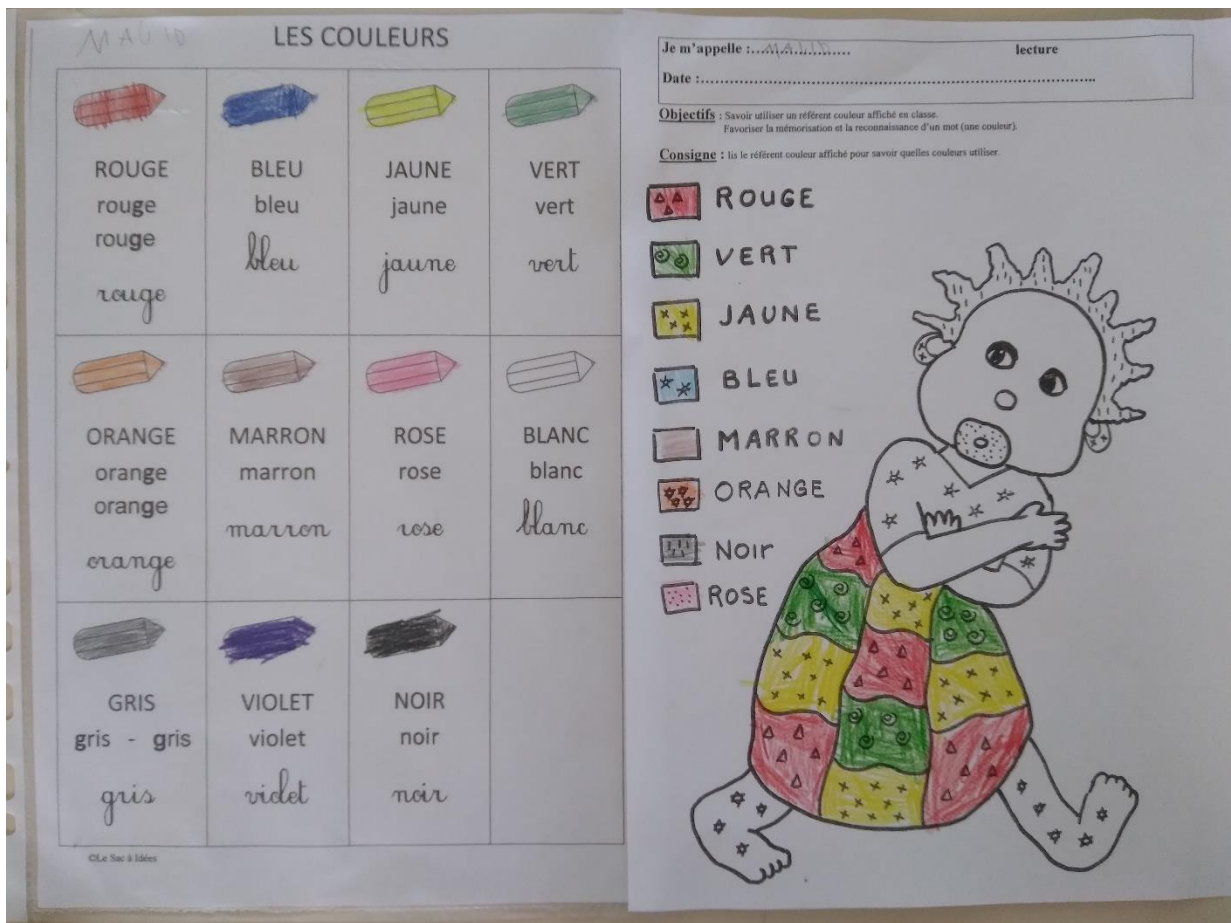 MALIO
LES COULEURS
ROUGE
rouge
rouge
rouge
BLEU
bleu
bleu
JAUNE
jaune
jaune
VERT
vert
vert
ORANGE
orange
orange
orange
MARRON
marron
marron
ROSE
rose
rose
BLANC
blanc
blanc
GRIS
gris - gris
gris
VIOLET
violet
violet
NOIR
noir
noir
©Le Sac à Idées
Je m'appelle :....................... lecture
Date :.......................................................................................
Objectifs : Savoir utiliser un référent couleur affiché en classe.
Favoriser la mémorisation et la reconnaissance d'un mot (une couleur).
Consigne : lis le référent couleur affiché pour savoir quelles couleurs utiliser.
ROUGE
VERT
JAUNE
BLEU
MARRON
ORANGE
NOIR
ROSE